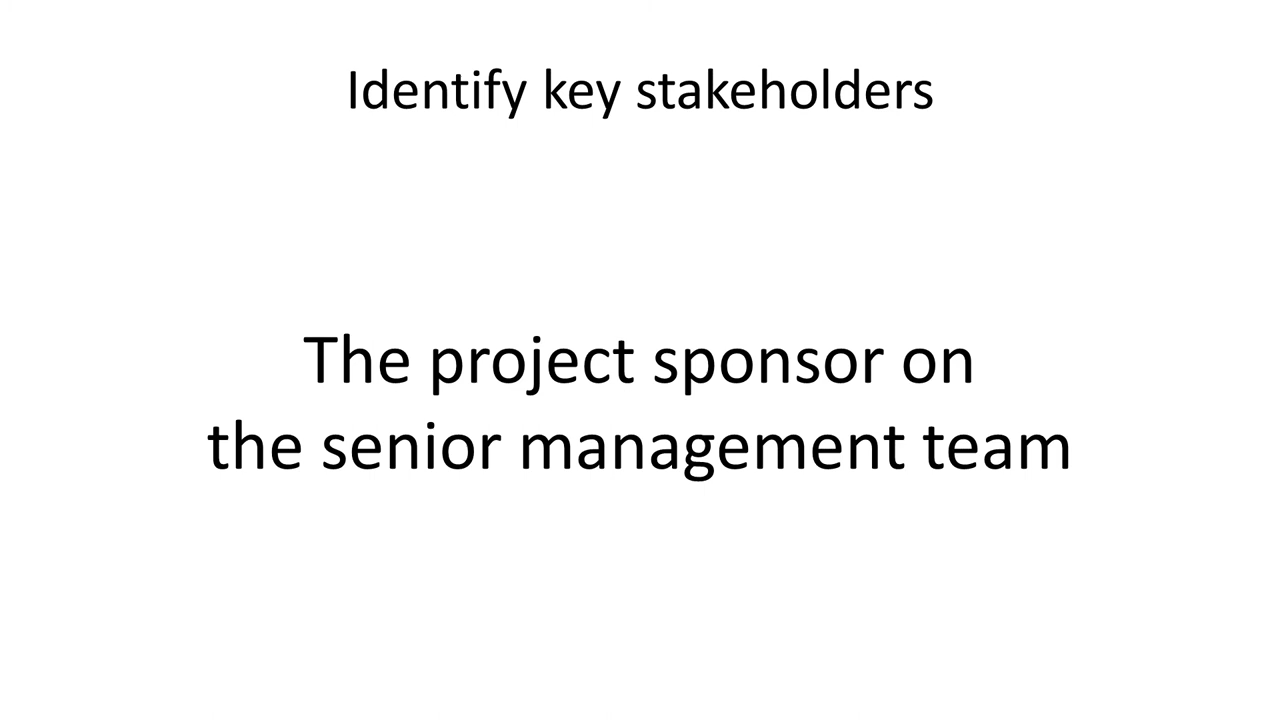 Identify key stakeholders
The project sponsor on
the senior management team